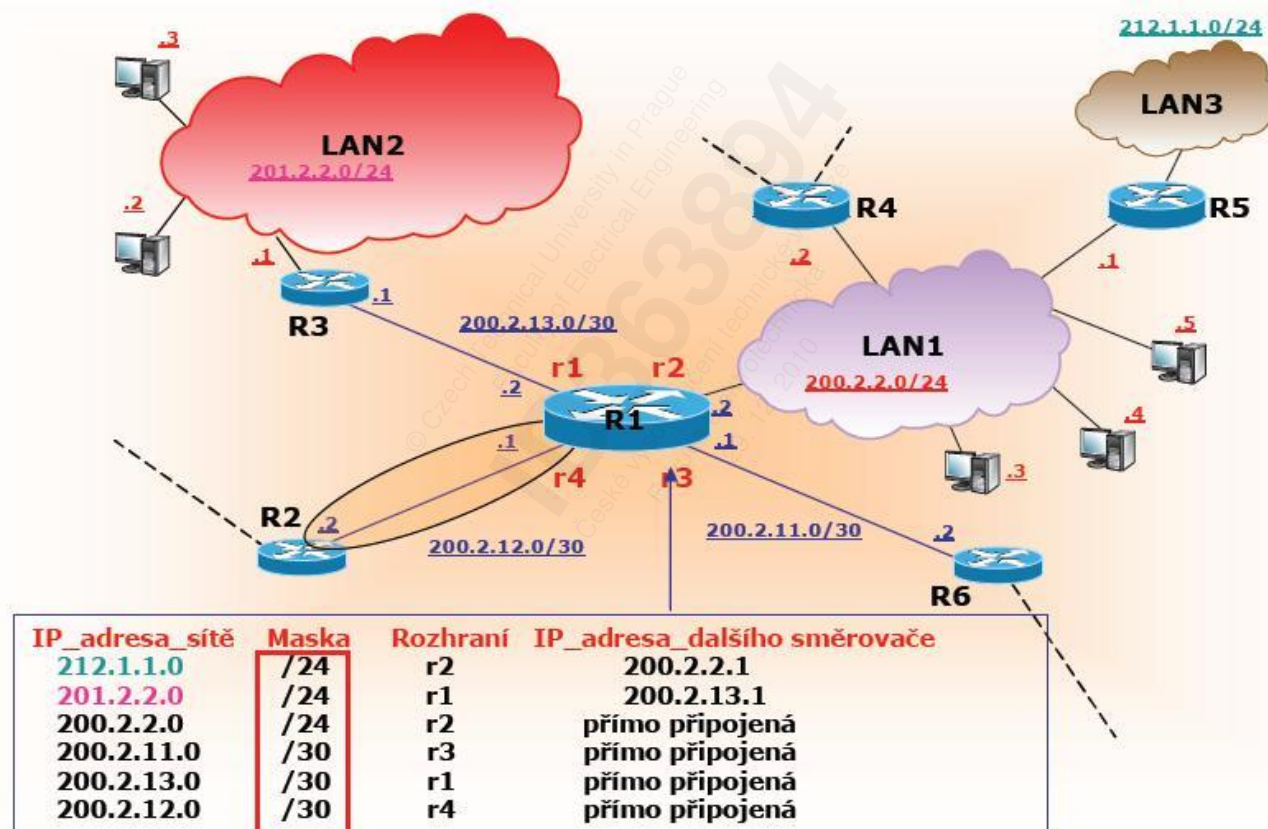 212.1.1.0/24
.3
LAN3
LAN2
201.2.2.0/24
R4
R5
.2
.1
.2
.1
.1
R3
200.2.13.0/30
.5
LAN1
r1
r2
200.2.2.0/24
.2
.2
R1
.4
.1
.1
.3
r4
r3
R2
.2
200.2.12.0/30
200.2.11.0/30
.2
R6
IP_adresa_sítě Maska Rozhraní IP_adresa_dalšího směrovače
212.1.1.0 /24 r2 200.2.2.1
201.2.2.0 /24 r1 200.2.13.1
200.2.2.0 /24 r2 přímo připojená
200.2.11.0 /30 r3 přímo připojená
200.2.13.0 /30 r1 přímo připojená
200.2.12.0 /30 r4 přímo připojená